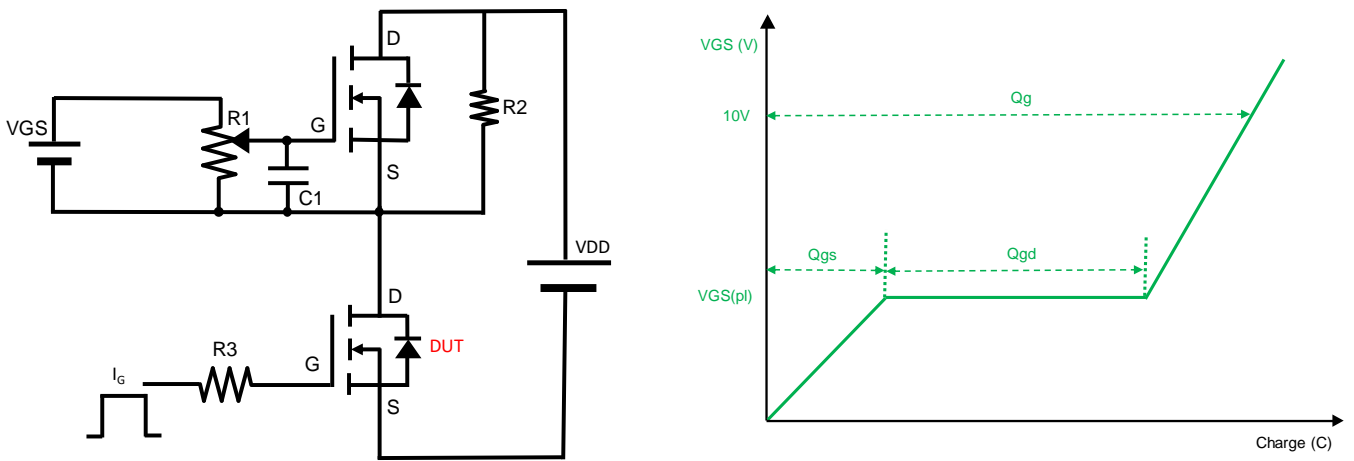 D
R1
VGS
G
R2
S
C1
VDD
D
DUT
R3
G
IG
S
VGS (V)
Qg
10V
Qgs
Qgd
VGS(pl)
Charge (C)